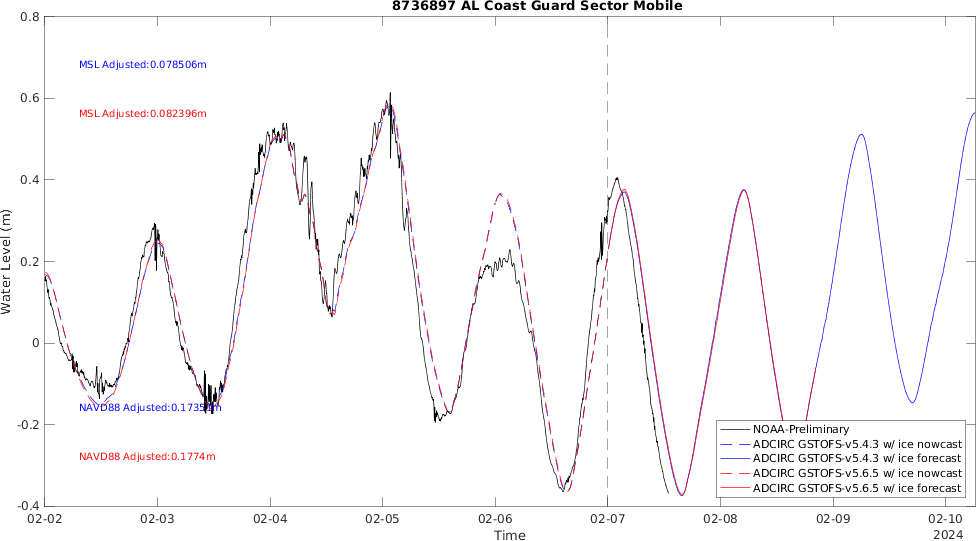 8736897 AL Coast Guard Sector Mobile
0.8
MSL Adjusted:0.078506m
0.6
MSL Adjusted:0.082396m
0.4
Water Level (m)
0.2
0
-0.2
NAVD88 Adjusted:0.1774m
-0.4
NOAA-Preliminary
ADCIRC GSTOFS-v5.4.3 w/ ice nowcast
ADCIRC GSTOFS-v5.4.3 w/ ice forecast
ADCIRC GSTOFS-v5.6.5 w/ ice nowcast
ADCIRC GSTOFS-v5.6.5 w/ ice forecast
02-02 02-03 02-04 02-05 02-06 02-07 02-08 02-09 02-10
Time
2024
NAVD88